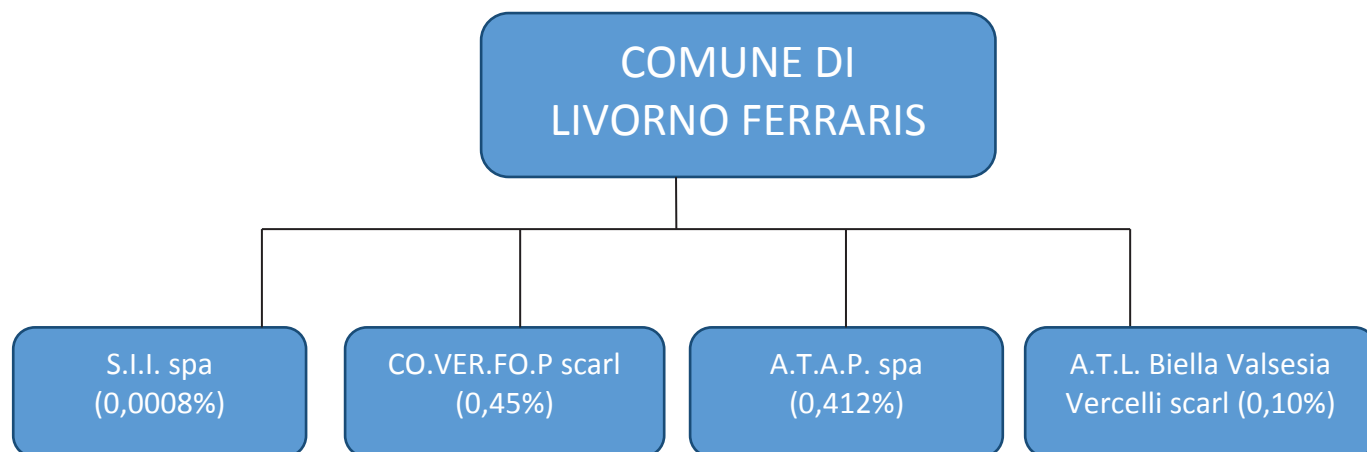 COMUNE DI
LIVORNO FERRARIS
S.I.I. spa
(0,0008%)
CO.VER.FO.P scarl
(0,45%)
A.T.A.P. spa
(0,412%)
A.T.L. Biella Valsesia
Vercelli scarl (0,10%)